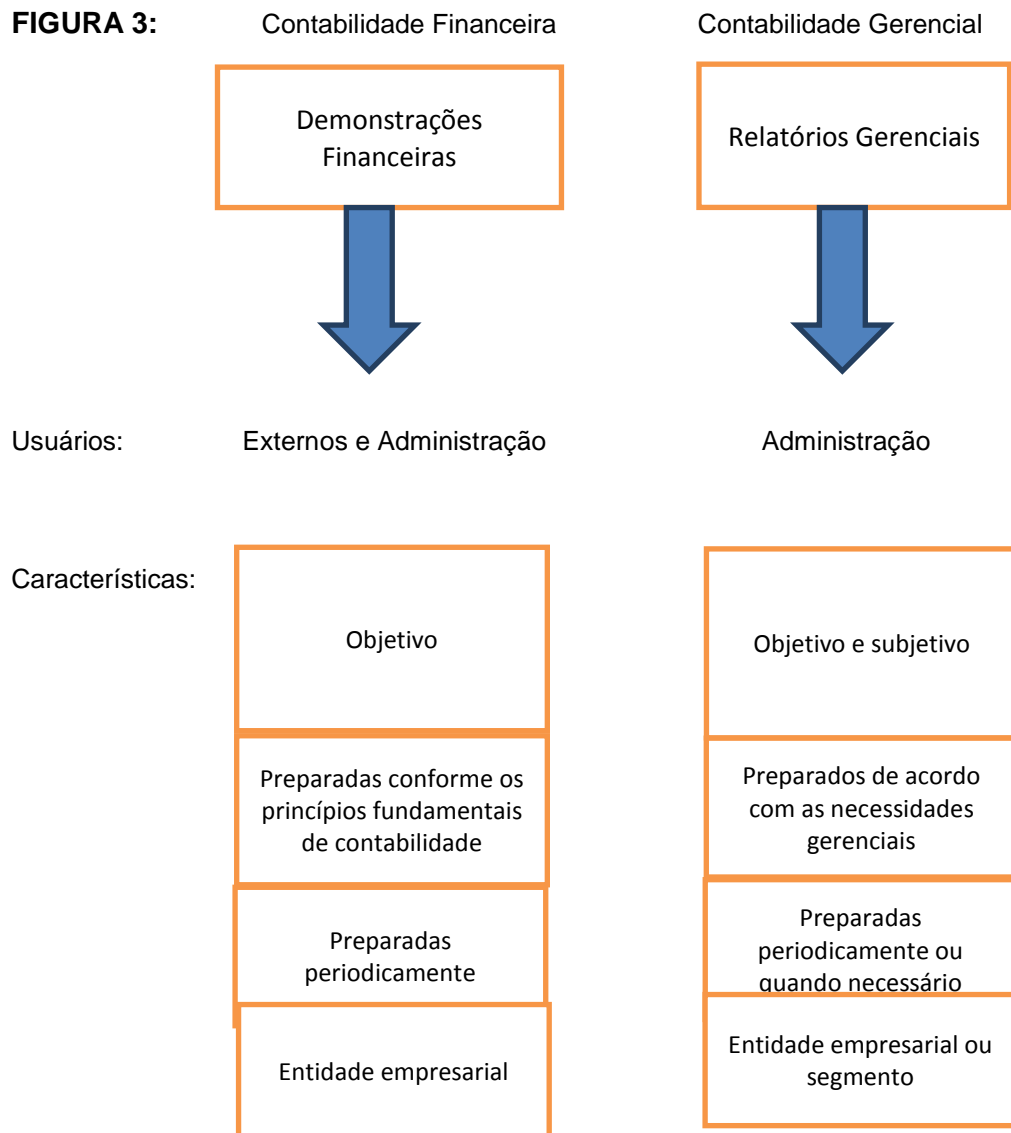 FIGURA 3: Contabilidade Financeira Contabilidade Gerencial
Demonstrações
Financeiras
Relatórios Gerenciais
Usuários: Externos e Administração Administração
Características:
Objetivo
Objetivo e subjetivo
Preparadas conforme os
princípios fundamentais
de contabilidade
Preparados de acordo
com as necessidades
gerenciais
Preparadas
periodicamente
Preparadas
periodicamente ou
quando necessário
Entidade empresarial
Entidade empresarial ou
segmento